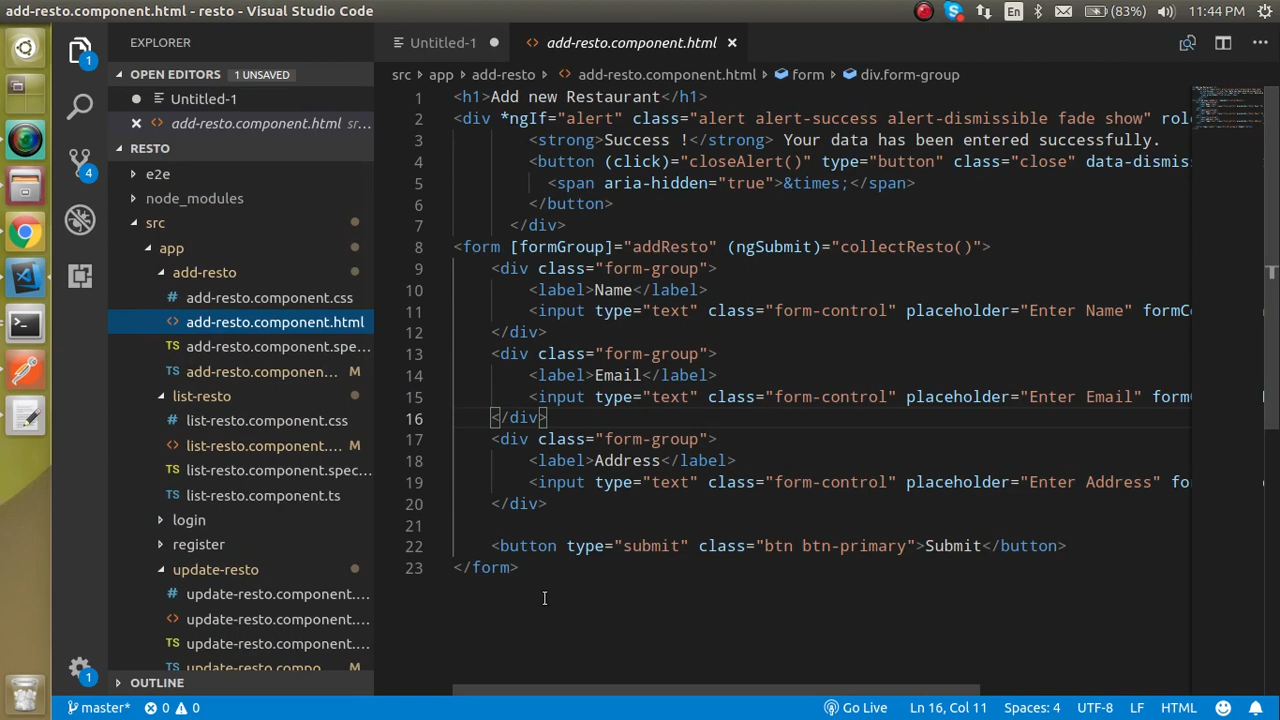 add-resto.component.html - resto - Visual Studio Code
En
(83%)
11:44 PM
EXPLORER
OPEN EDITORS
1 UNSAVED
Untitled-1
add-resto.component.html src...
RESTO
e2e
node_modules
src
app
add-resto
add-resto.component.css
add-resto.component.html
add-resto.component.spe...
add-resto.componen... M
list-resto
list-resto.component.css
list-resto.component.... M
list-resto.component.spec...
list-resto.component.ts
login
register
update-resto
update-resto.component....
update-resto.component....
update-resto.component....
update-resto.compo... M
OUTLINE
1
4
1
Untitled-1
add-resto.component.html
src › app › add-resto › add-resto.component.html › form › div.form-group
1 <h1>Add new Restaurant</h1>
2 <div *ngIf="alert" class="alert alert-success alert-dismissible fade show" rol
3 <strong>Success !</strong> Your data has been entered successfully.
4 <button (click)="closeAlert()" type="button" class="close" data-dismis
5 <span aria-hidden="true">&times;</span>
6 </button>
7 </div>
8 <form [formGroup]="addResto" (ngSubmit)="collectResto()">
9 <div class="form-group">
10 <label>Name</label>
11 <input type="text" class="form-control" placeholder="Enter Name" formCo
12 </div>
13 <div class="form-group">
14 <label>Email</label>
15 <input type="text" class="form-control" placeholder="Enter Email" form
16 </div>
17 <div class="form-group">
18 <label>Address</label>
19 <input type="text" class="form-control" placeholder="Enter Address" fo
20 </div>
21
22 <button type="submit" class="btn btn-primary">Submit</button>
23 </form>
master*
0
0
Go Live
Ln 16, Col 11
Spaces: 4
UTF-8
LF
HTML